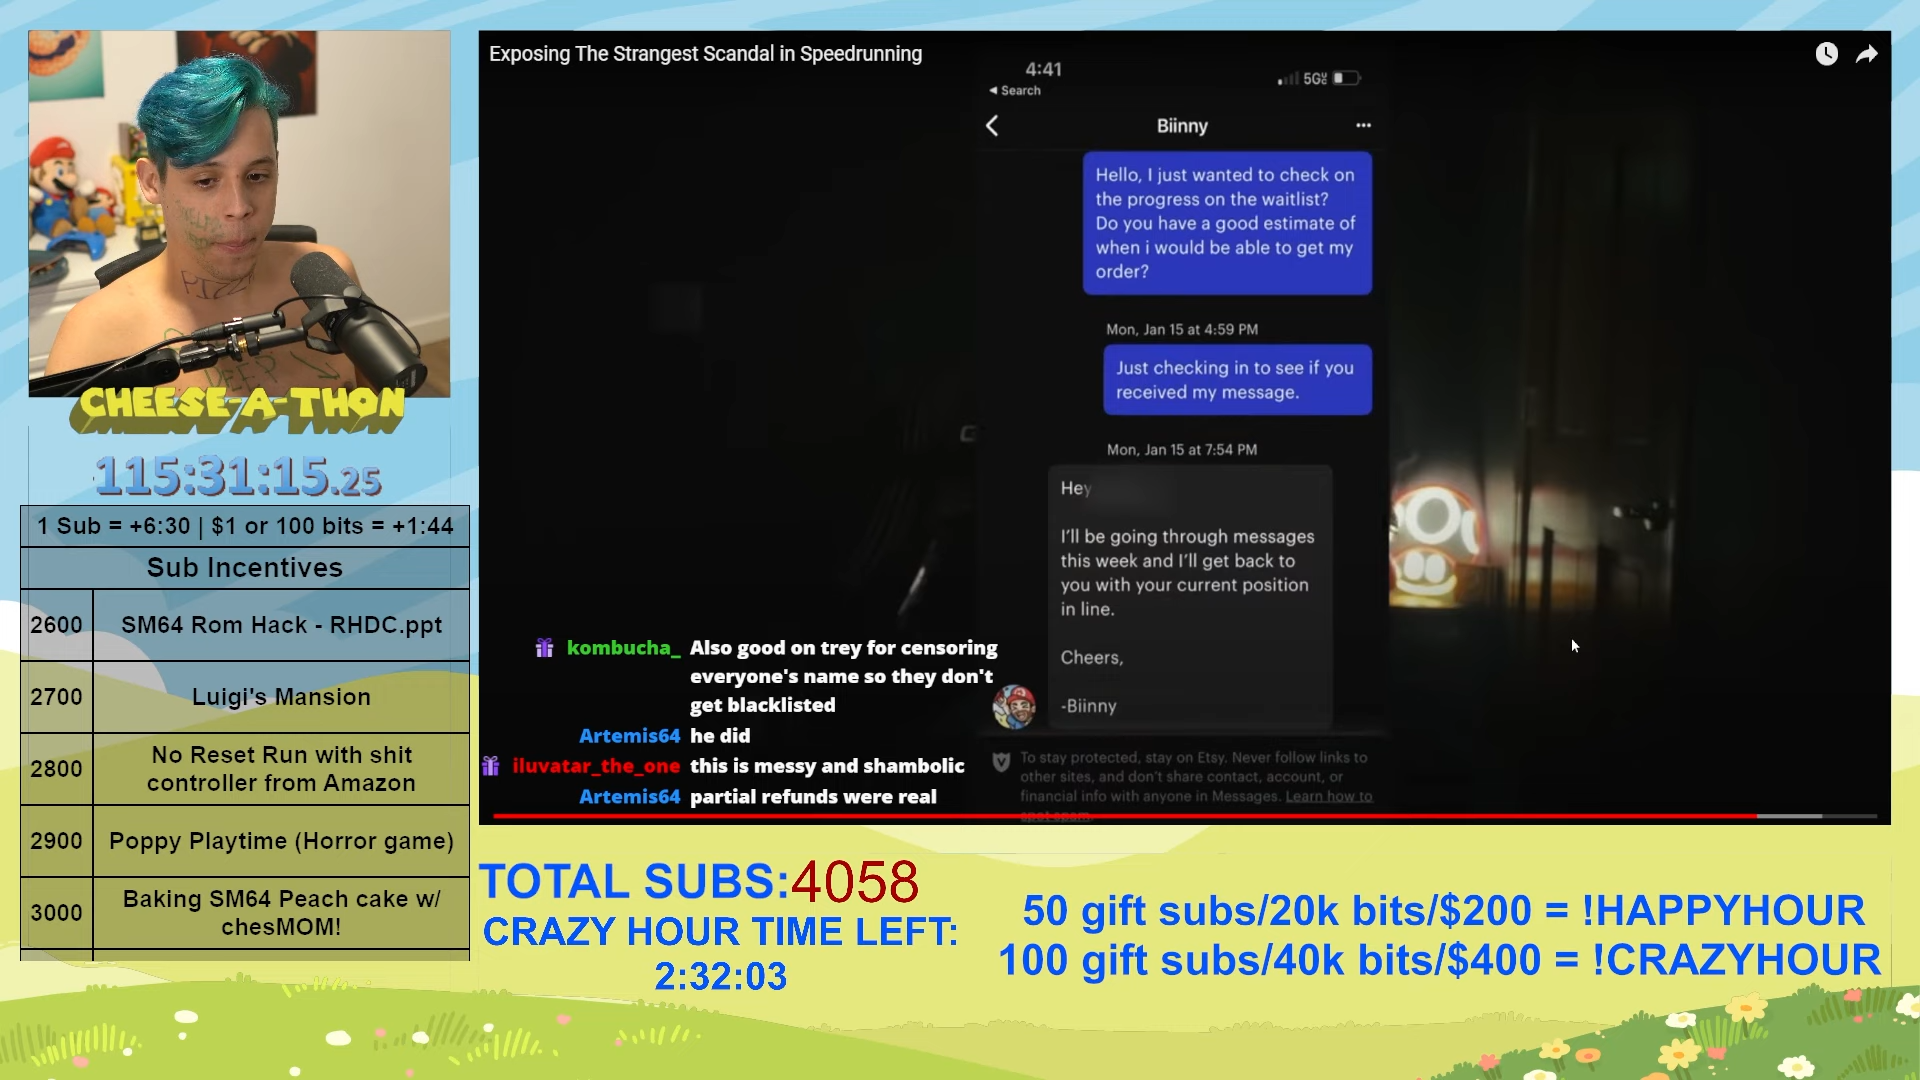 Exposing The Strangest Scandal in Speedrunning
4:41
5G
Search
Biinny
Hello, I just wanted to check on
the progress on the waitlist?
Do you have a good estimate of
when i would be able to get my
order?
Mon, Jan 15 at 4:59 PM
Just checking in to see if you
received my message.
Mon, Jan 15 at 7:54 PM
Hey
I'll be going through messages
this week and I'll get back to
you with your current position
in line.
Cheers,
-Biinny
To stay protected, stay on Etsy. Never follow links to
other sites, and don't share contact, account, or
financial info with anyone in Messages. Learn how to
spot spam.
kombucha_ Also good on trey for censoring
everyone's name so they don't
get blacklisted
Artemis64 he did
iluvatar_the_one this is messy and shambolic
Artemis64 partial refunds were real
PIZZ
DEEP
CHEESE-A-THON
115:31:15.25
1 Sub = +6:30 | $1 or 100 bits = +1:44
Sub Incentives
2600 SM64 Rom Hack - RHDC.ppt
2700 Luigi's Mansion
2800 No Reset Run with shit
controller from Amazon
2900 Poppy Playtime (Horror game)
3000 Baking SM64 Peach cake w/
chesMOM!
TOTAL SUBS:4058
CRAZY HOUR TIME LEFT:
2:32:03
50 gift subs/20k bits/$200 = !HAPPYHOUR
100 gift subs/40k bits/$400 = !CRAZYHOUR